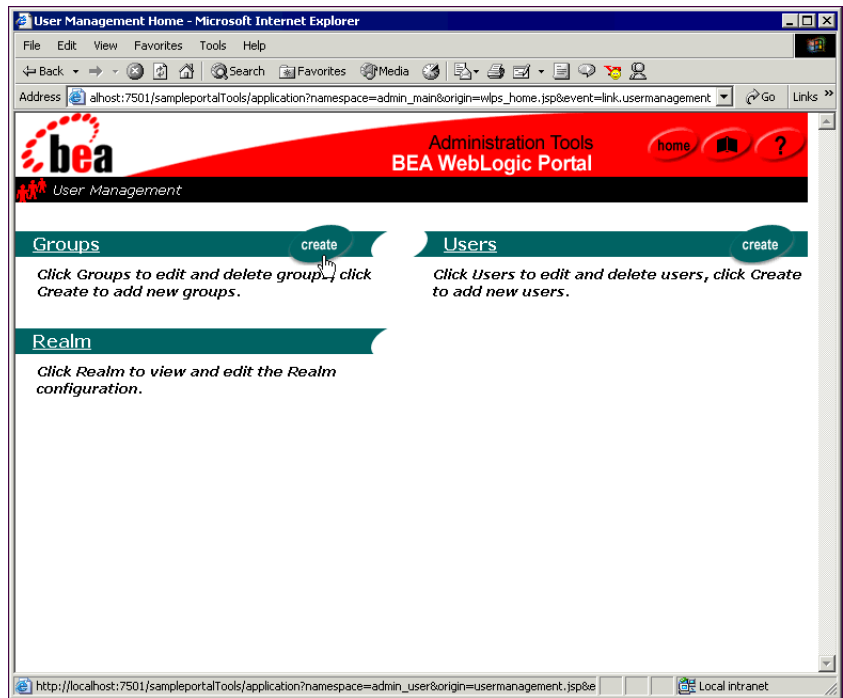 User Management Home - Microsoft Internet Explorer
File Edit View Favorites Tools Help
Back Search Favorites Media
Address alhost:7501/sampleportalTools/application?namespace=admin_main&origin=wlps_home.jsp&event=link.usermanagement Go Links »
bea
Administration Tools
BEA WebLogic Portal
home ?
User Management
Groups create
Click Groups to edit and delete groups, click
Create to add new groups.
Users create
Click Users to edit and delete users, click Create
to add new users.
Realm
Click Realm to view and edit the Realm
configuration.
http://localhost:7501/sampleportalTools/application?namespace=admin_user&origin=usermanagement.jsp&e Local intranet